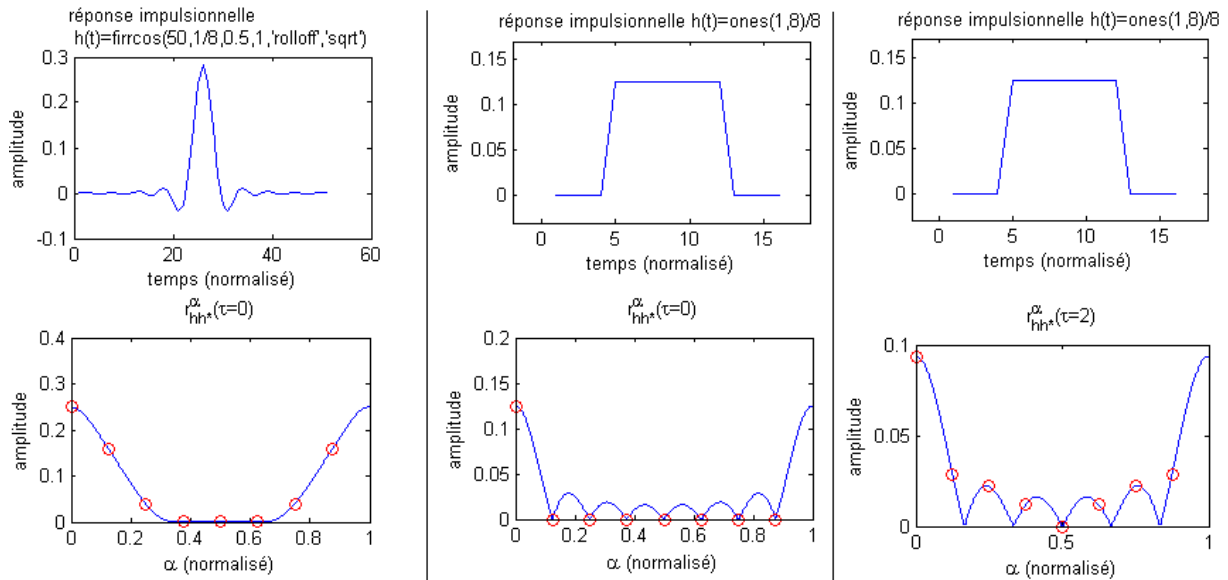 réponse impulsionnelle
h(t)=firrcos(50,1/8,0.5,1,'rolloff','sqrt')
0.3
0.2
0.1
0
-0.1
amplitude
0
20
40
60
temps (normalisé)
r_{hh*}^{α}(τ=0)
0.4
0.3
0.2
0.1
0
amplitude
0
0.2
0.4
0.6
0.8
1
α (normalisé)
réponse impulsionnelle h(t)=ones(1,8)/8
0.15
0.1
0.05
0
amplitude
0
5
10
15
temps (normalisé)
r_{hh*}^{α}(τ=0)
0.2
0.15
0.1
0.05
0
amplitude
0
0.2
0.4
0.6
0.8
1
α (normalisé)
réponse impulsionnelle h(t)=ones(1,8)/8
0.15
0.1
0.05
0
amplitude
0
5
10
15
temps (normalisé)
r_{hh*}^{α}(τ=2)
0.1
0.05
0
amplitude
0
0.5
1
α (normalisé)